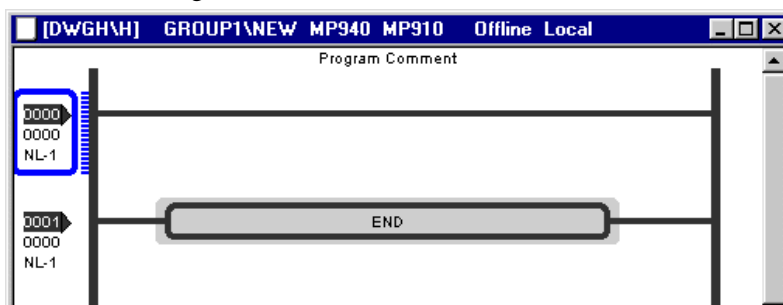 [DWGH\H] GROUP1\NEW MP940 MP910 Offline Local
Program Comment
0000
0000
NL-1
0001 END
0000
NL-1